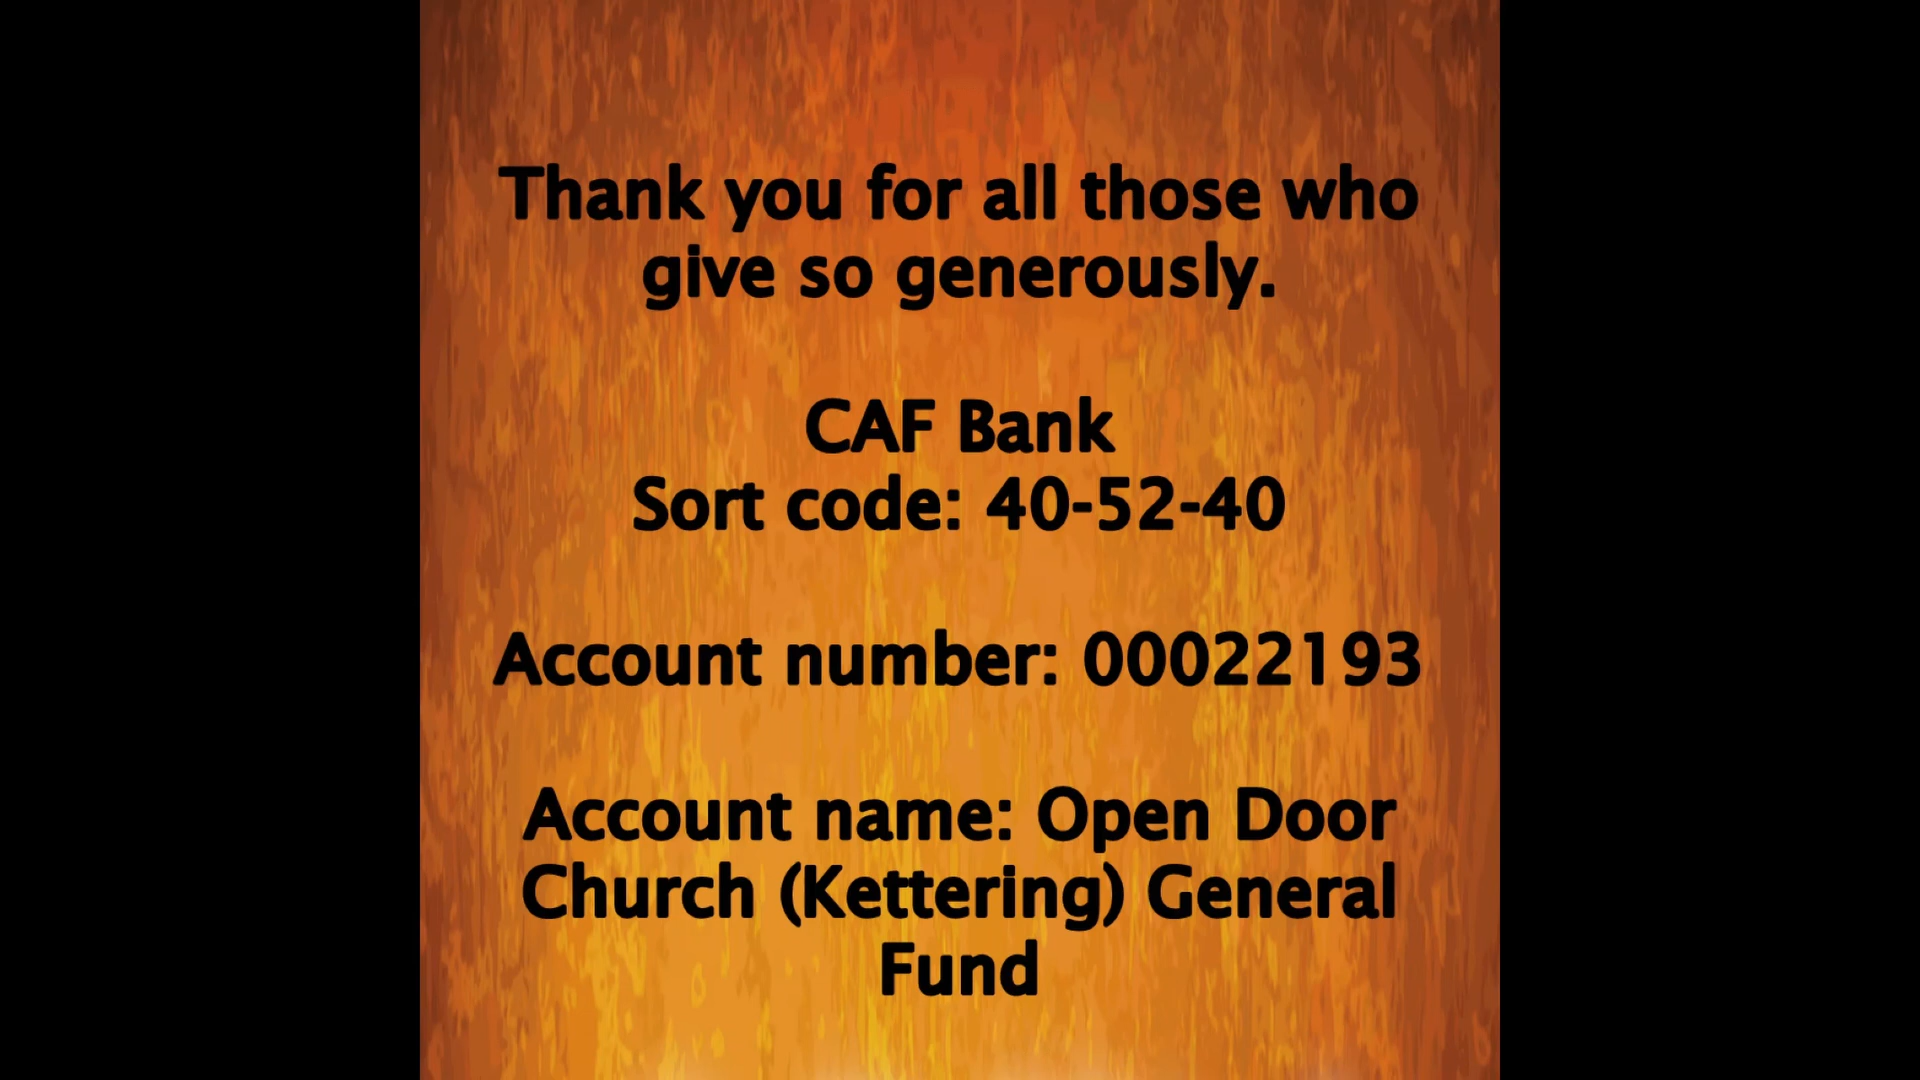 Thank you for all those who
give so generously.
CAF Bank
Sort code: 40-52-40
Account number: 00022193
Account name: Open Door
Church (Kettering) General
Fund